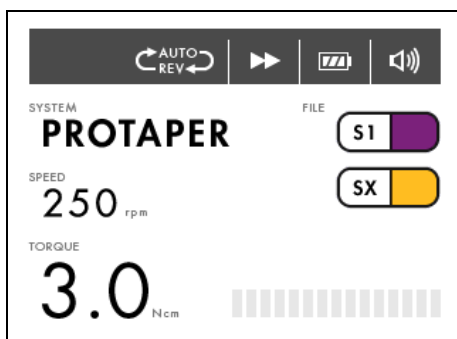 AUTO
REV
SYSTEM
PROTAPER
FILE
S1
SX
SPEED
250 rpm
TORQUE
3.0 Ncm